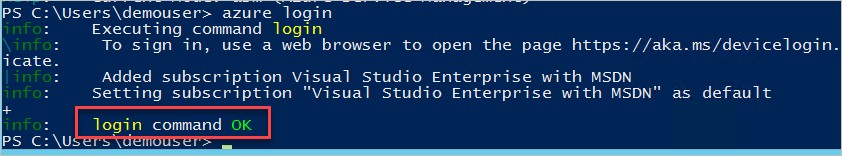 PS C:\Users\demouser> azure login
info: Executing command login
\info: To sign in, use a web browser to open the page https://aka.ms/devicelogin.
icate.
|info: Added subscription Visual Studio Enterprise with MSDN
info: Setting subscription "Visual Studio Enterprise with MSDN" as default
+
info: login command OK
PS C:\Users\demouser>